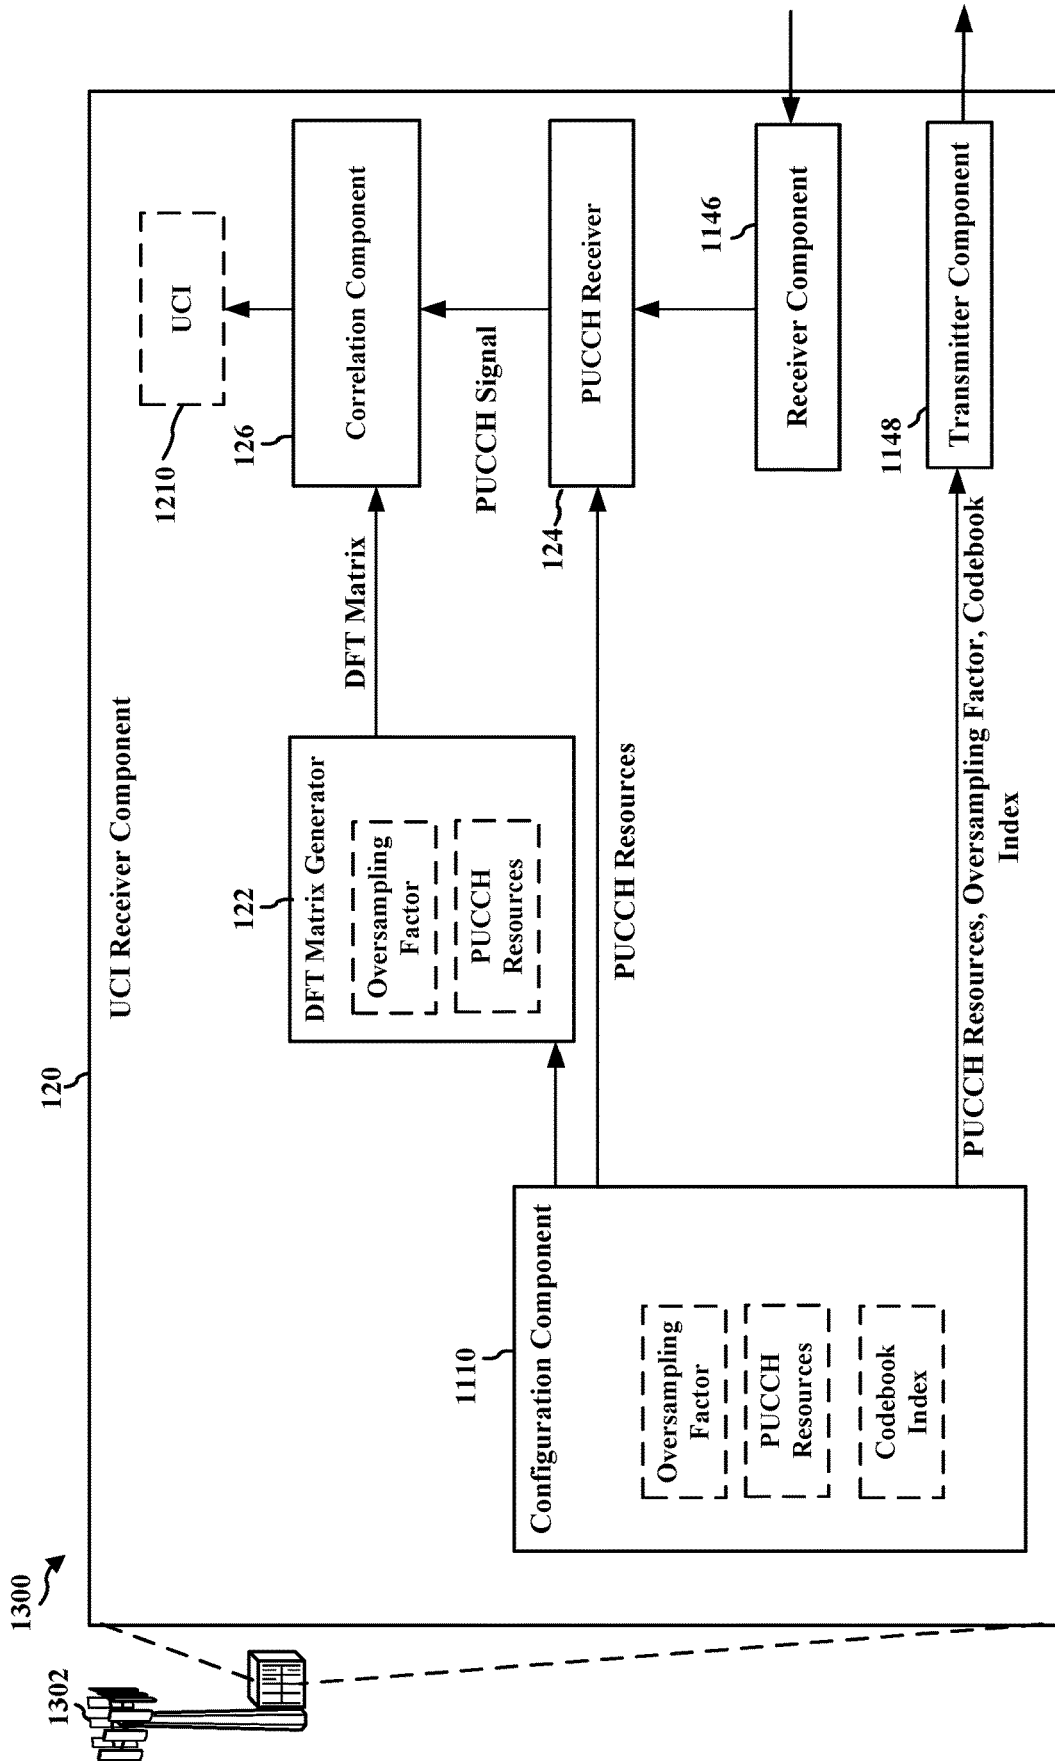 1300
1302
120
UCI Receiver Component
1110
Configuration Component
Oversampling
Factor
PUCCH
Resources
Codebook
Index
122
DFT Matrix Generator
Oversampling
Factor
PUCCH
Resources
DFT Matrix
PUCCH Resources
PUCCH Resources, Oversampling Factor, Codebook
Index
1210
UCI
126
Correlation Component
PUCCH Signal
124
PUCCH Receiver
1146
Receiver Component
1148
Transmitter Component